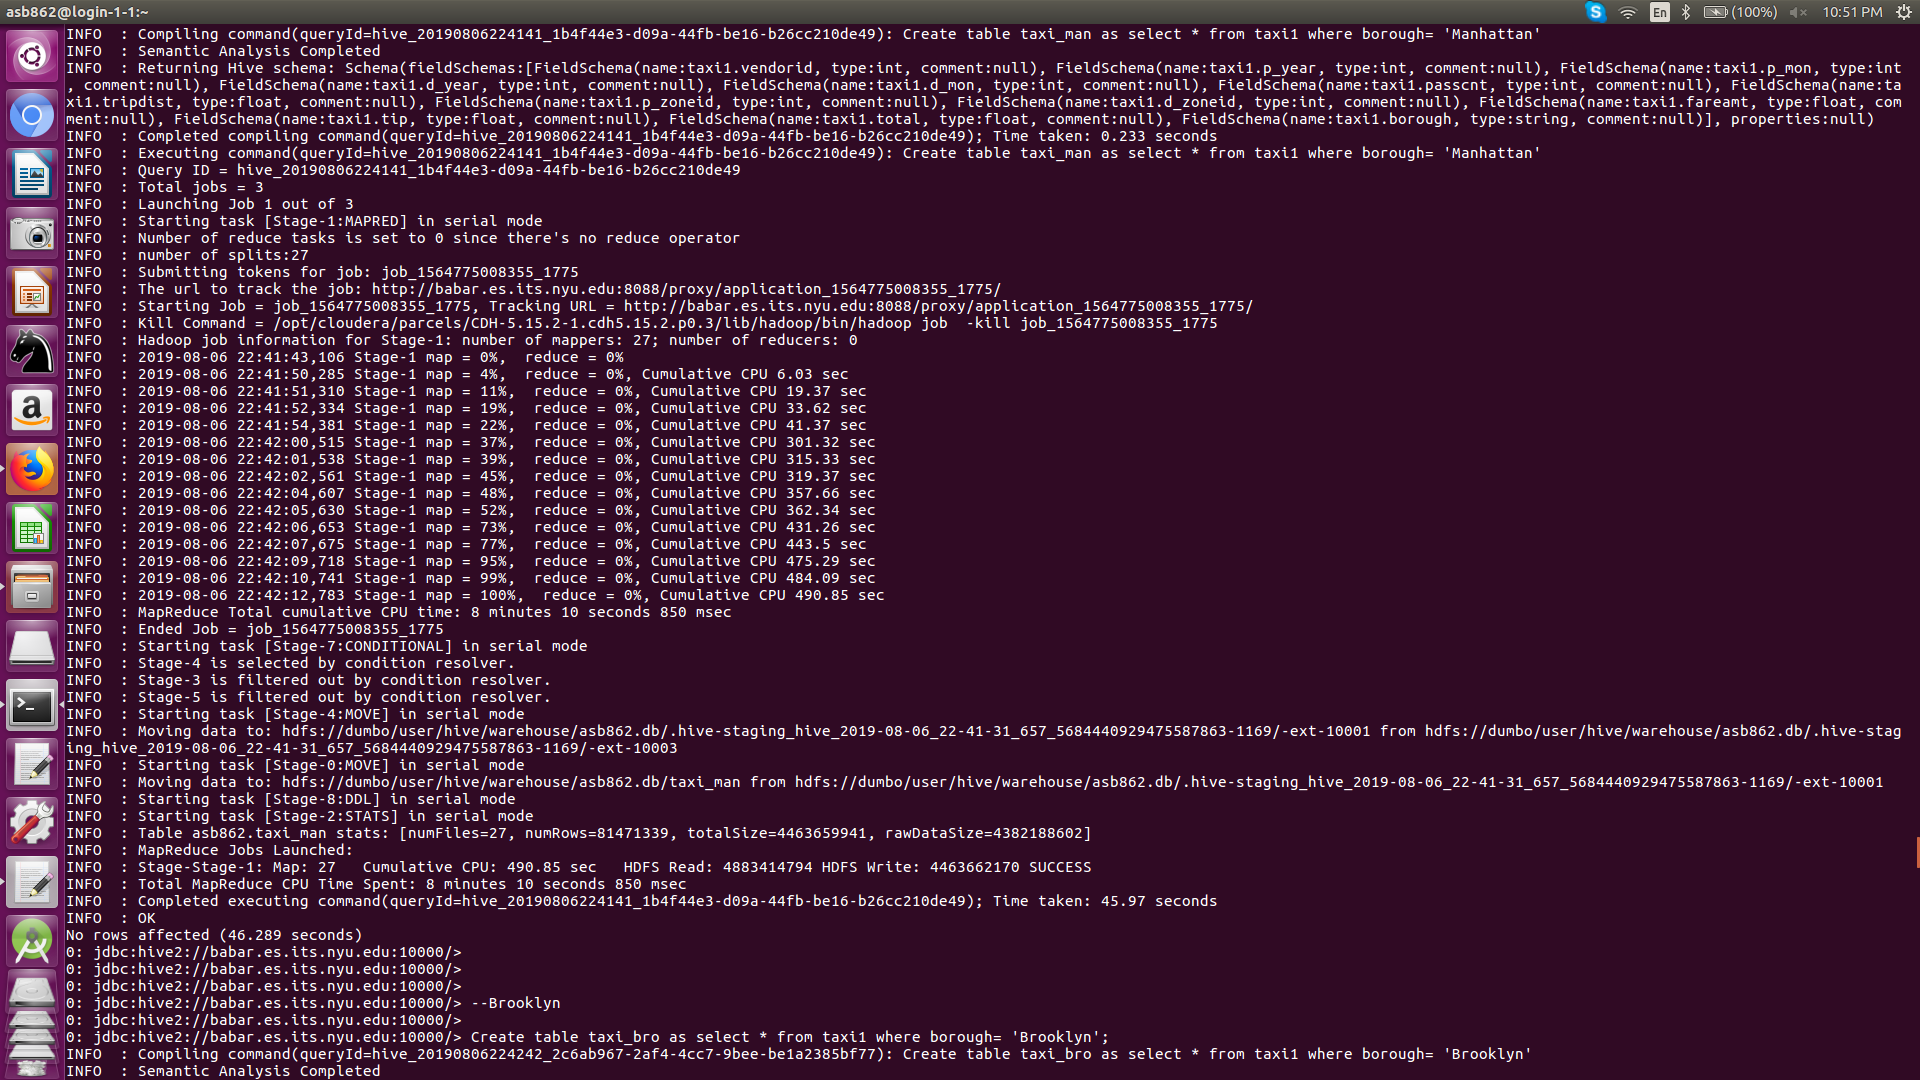 asb862@login-1-1:~
En
(100%)
10:51 PM
INFO  : Compiling command(queryId=hive_20190806224141_1b4f44e3-d09a-44fb-be16-b26cc210de49): Create table taxi_man as select * from taxi1 where borough= 'Manhattan'
INFO  : Semantic Analysis Completed
INFO  : Returning Hive schema: Schema(fieldSchemas:[FieldSchema(name:taxi1.vendorid, type:int, comment:null), FieldSchema(name:taxi1.p_year, type:int, comment:null), FieldSchema(name:taxi1.p_mon, type:int
, comment:null), FieldSchema(name:taxi1.d_year, type:int, comment:null), FieldSchema(name:taxi1.d_mon, type:int, comment:null), FieldSchema(name:taxi1.passcnt, type:int, comment:null), FieldSchema(name:ta
xi1.tripdist, type:float, comment:null), FieldSchema(name:taxi1.p_zoneid, type:int, comment:null), FieldSchema(name:taxi1.d_zoneid, type:int, comment:null), FieldSchema(name:taxi1.fareamt, type:float, com
ment:null), FieldSchema(name:taxi1.tip, type:float, comment:null), FieldSchema(name:taxi1.total, type:float, comment:null), FieldSchema(name:taxi1.borough, type:string, comment:null)], properties:null)
INFO  : Completed compiling command(queryId=hive_20190806224141_1b4f44e3-d09a-44fb-be16-b26cc210de49); Time taken: 0.233 seconds
INFO  : Executing command(queryId=hive_20190806224141_1b4f44e3-d09a-44fb-be16-b26cc210de49): Create table taxi_man as select * from taxi1 where borough= 'Manhattan'
INFO  : Query ID = hive_20190806224141_1b4f44e3-d09a-44fb-be16-b26cc210de49
INFO  : Total jobs = 3
INFO  : Launching Job 1 out of 3
INFO  : Starting task [Stage-1:MAPRED] in serial mode
INFO  : Number of reduce tasks is set to 0 since there's no reduce operator
INFO  : number of splits:27
INFO  : Submitting tokens for job: job_1564775008355_1775
INFO  : The url to track the job: http://babar.es.its.nyu.edu:8088/proxy/application_1564775008355_1775/
INFO  : Starting Job = job_1564775008355_1775, Tracking URL = http://babar.es.its.nyu.edu:8088/proxy/application_1564775008355_1775/
INFO  : Kill Command = /opt/cloudera/parcels/CDH-5.15.2-1.cdh5.15.2.p0.3/lib/hadoop/bin/hadoop job  -kill job_1564775008355_1775
INFO  : Hadoop job information for Stage-1: number of mappers: 27; number of reducers: 0
INFO  : 2019-08-06 22:41:43,106 Stage-1 map = 0%,  reduce = 0%
INFO  : 2019-08-06 22:41:50,285 Stage-1 map = 4%,  reduce = 0%, Cumulative CPU 6.03 sec
INFO  : 2019-08-06 22:41:51,310 Stage-1 map = 11%,  reduce = 0%, Cumulative CPU 19.37 sec
INFO  : 2019-08-06 22:41:52,334 Stage-1 map = 19%,  reduce = 0%, Cumulative CPU 33.62 sec
INFO  : 2019-08-06 22:41:54,381 Stage-1 map = 22%,  reduce = 0%, Cumulative CPU 41.37 sec
INFO  : 2019-08-06 22:42:00,515 Stage-1 map = 37%,  reduce = 0%, Cumulative CPU 301.32 sec
INFO  : 2019-08-06 22:42:01,538 Stage-1 map = 39%,  reduce = 0%, Cumulative CPU 315.33 sec
INFO  : 2019-08-06 22:42:02,561 Stage-1 map = 45%,  reduce = 0%, Cumulative CPU 319.37 sec
INFO  : 2019-08-06 22:42:04,607 Stage-1 map = 48%,  reduce = 0%, Cumulative CPU 357.66 sec
INFO  : 2019-08-06 22:42:05,630 Stage-1 map = 52%,  reduce = 0%, Cumulative CPU 362.34 sec
INFO  : 2019-08-06 22:42:06,653 Stage-1 map = 73%,  reduce = 0%, Cumulative CPU 431.26 sec
INFO  : 2019-08-06 22:42:07,675 Stage-1 map = 77%,  reduce = 0%, Cumulative CPU 443.5 sec
INFO  : 2019-08-06 22:42:09,718 Stage-1 map = 95%,  reduce = 0%, Cumulative CPU 475.29 sec
INFO  : 2019-08-06 22:42:10,741 Stage-1 map = 99%,  reduce = 0%, Cumulative CPU 484.09 sec
INFO  : 2019-08-06 22:42:12,783 Stage-1 map = 100%,  reduce = 0%, Cumulative CPU 490.85 sec
INFO  : MapReduce Total cumulative CPU time: 8 minutes 10 seconds 850 msec
INFO  : Ended Job = job_1564775008355_1775
INFO  : Starting task [Stage-7:CONDITIONAL] in serial mode
INFO  : Stage-4 is selected by condition resolver.
INFO  : Stage-3 is filtered out by condition resolver.
INFO  : Stage-5 is filtered out by condition resolver.
INFO  : Starting task [Stage-4:MOVE] in serial mode
INFO  : Moving data to: hdfs://dumbo/user/hive/warehouse/asb862.db/.hive-staging_hive_2019-08-06_22-41-31_657_5684440929475587863-1169/-ext-10001 from hdfs://dumbo/user/hive/warehouse/asb862.db/.hive-stag
ing_hive_2019-08-06_22-41-31_657_5684440929475587863-1169/-ext-10003
INFO  : Starting task [Stage-0:MOVE] in serial mode
INFO  : Moving data to: hdfs://dumbo/user/hive/warehouse/asb862.db/taxi_man from hdfs://dumbo/user/hive/warehouse/asb862.db/.hive-staging_hive_2019-08-06_22-41-31_657_5684440929475587863-1169/-ext-10001
INFO  : Starting task [Stage-8:DDL] in serial mode
INFO  : Starting task [Stage-2:STATS] in serial mode
INFO  : Table asb862.taxi_man stats: [numFiles=27, numRows=81471339, totalSize=4463659941, rawDataSize=4382188602]
INFO  : MapReduce Jobs Launched:
INFO  : Stage-Stage-1: Map: 27   Cumulative CPU: 490.85 sec   HDFS Read: 4883414794 HDFS Write: 4463662170 SUCCESS
INFO  : Total MapReduce CPU Time Spent: 8 minutes 10 seconds 850 msec
INFO  : Completed executing command(queryId=hive_20190806224141_1b4f44e3-d09a-44fb-be16-b26cc210de49); Time taken: 45.97 seconds
INFO  : OK
No rows affected (46.289 seconds)
0: jdbc:hive2://babar.es.its.nyu.edu:10000/>
0: jdbc:hive2://babar.es.its.nyu.edu:10000/>
0: jdbc:hive2://babar.es.its.nyu.edu:10000/>
0: jdbc:hive2://babar.es.its.nyu.edu:10000/> --Brooklyn
0: jdbc:hive2://babar.es.its.nyu.edu:10000/>
0: jdbc:hive2://babar.es.its.nyu.edu:10000/> Create table taxi_bro as select * from taxi1 where borough= 'Brooklyn';
INFO  : Compiling command(queryId=hive_20190806224242_2c6ab967-2af4-4cc7-9bee-be1a2385bf77): Create table taxi_bro as select * from taxi1 where borough= 'Brooklyn'
INFO  : Semantic Analysis Completed